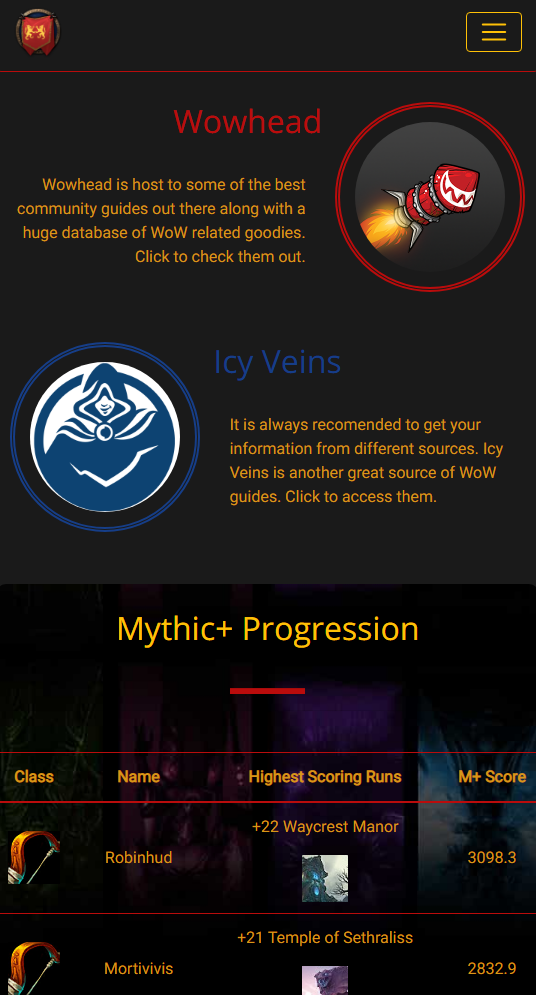 Wowhead
Wowhead is host to some of the best
community guides out there along with a
huge database of WoW related goodies.
Click to check them out.
Icy Veins
It is always recomended to get your
information from different sources. Icy
Veins is another great source of WoW
guides. Click to access them.
Mythic+ Progression
Class Name Highest Scoring Runs M+ Score
+22 Waycrest Manor
Robinhud 3098.3
+21 Temple of Sethraliss
Mortivivis 2832.9